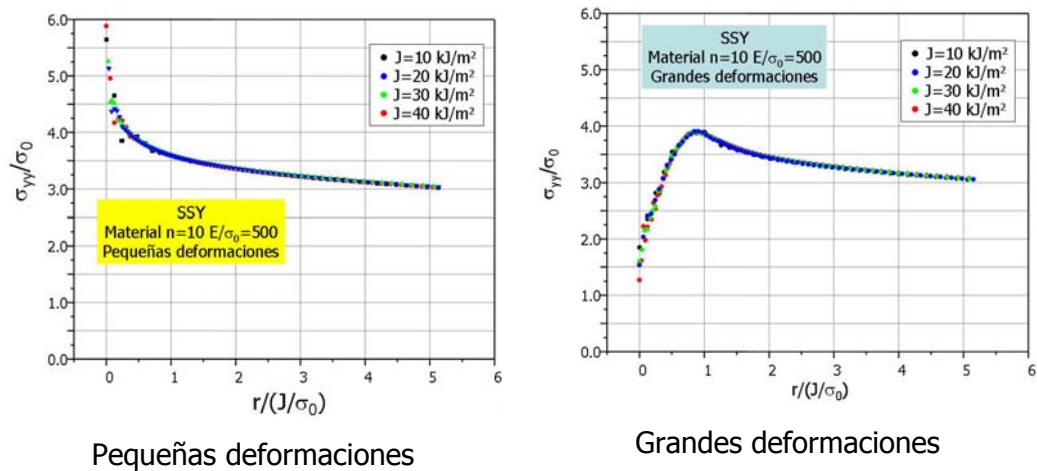 6.0
5.0
4.0
3.0
2.0
1.0
0.0
σyy/σ0
J=10 kJ/m²
J=20 kJ/m²
J=30 kJ/m²
J=40 kJ/m²
SSY
Material n=10 E/σ0=500
Pequeñas deformaciones
0 1 2 3 4 5 6
r/(J/σ0)
Pequeñas deformaciones
6.0
5.0
4.0
3.0
2.0
1.0
0.0
σyy/σ0
SSY
Material n=10 E/σ0=500
Grandes deformaciones
J=10 kJ/m²
J=20 kJ/m²
J=30 kJ/m²
J=40 kJ/m²
0 1 2 3 4 5 6
r/(J/σ0)
Grandes deformaciones